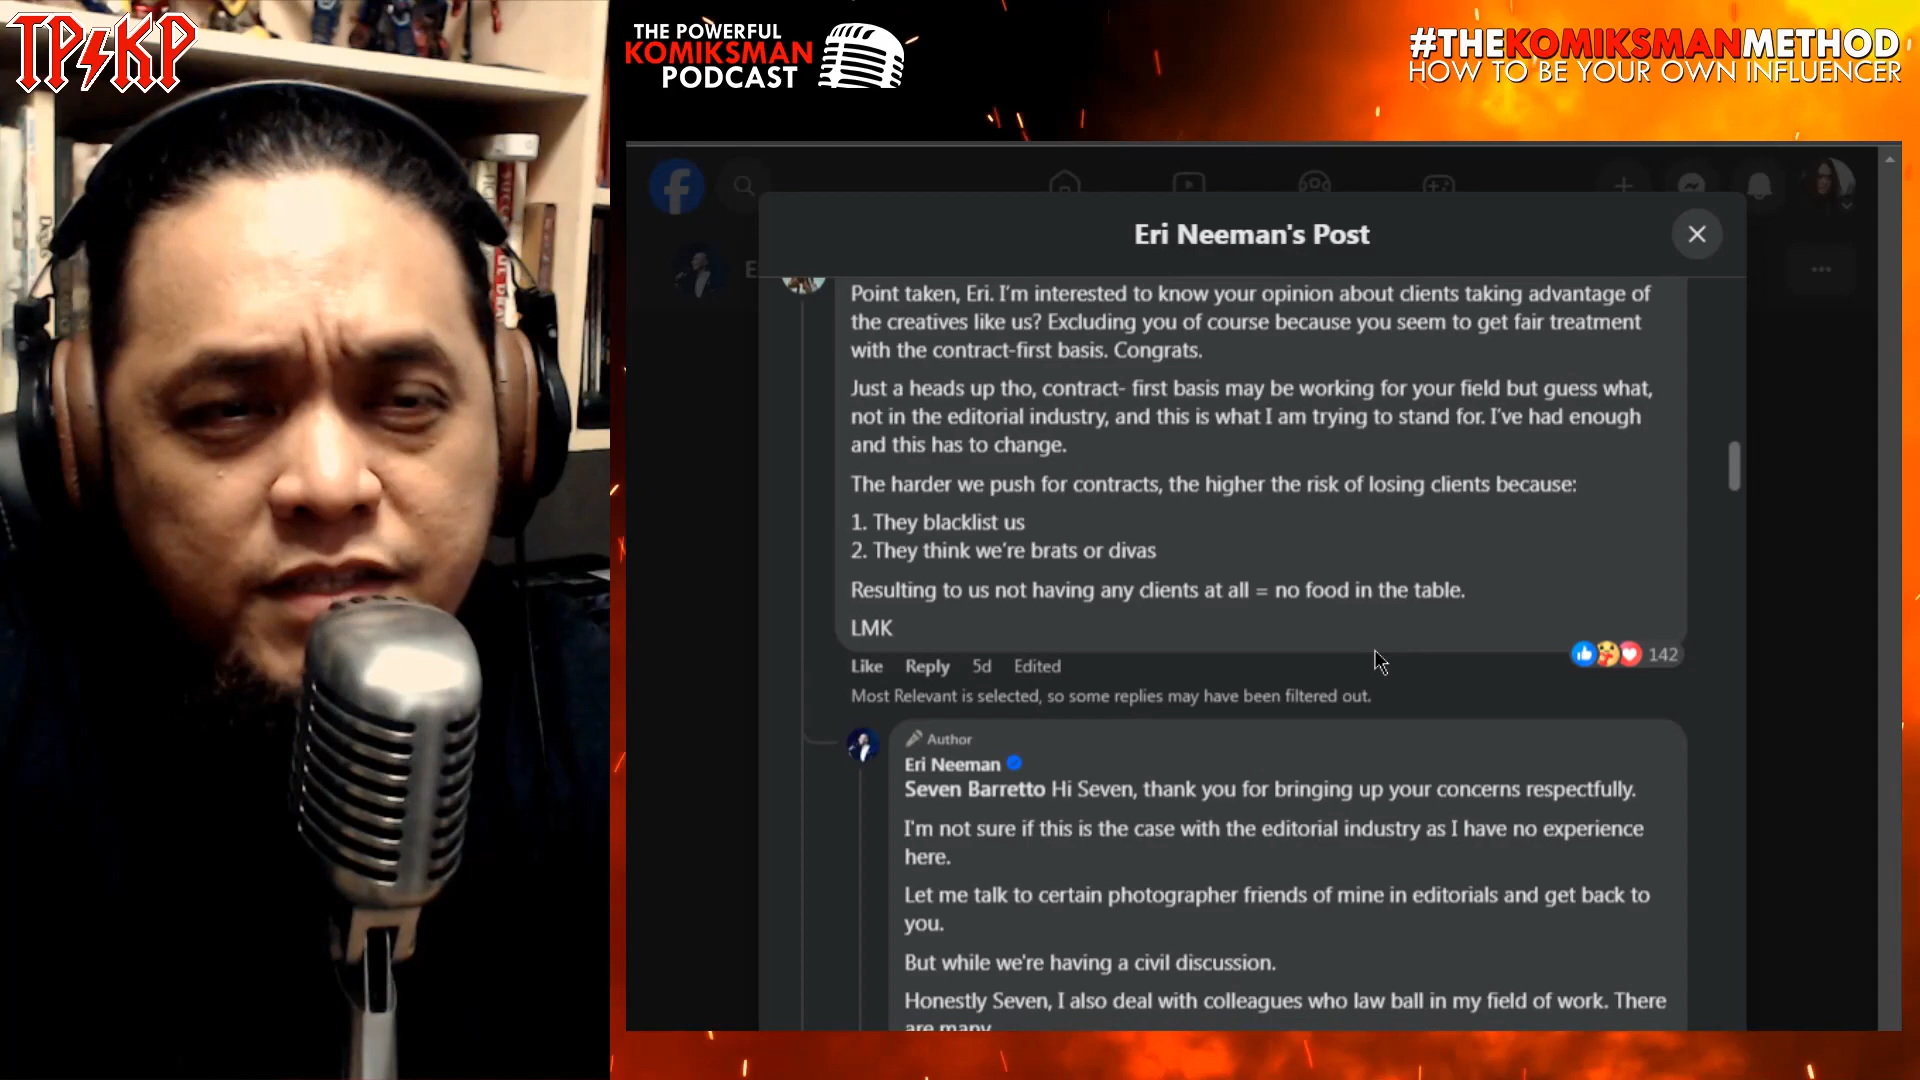 TPKP
THE POWERFUL
KOMIKSMAN
PODCAST
#THEKOMIKSMANMETHOD
HOW TO BE YOUR OWN INFLUENCER
Eri Neeman's Post
E
Point taken, Eri. I'm interested to know your opinion about clients taking advantage of
the creatives like us? Excluding you of course because you seem to get fair treatment
with the contract-first basis. Congrats.
Just a heads up tho, contract- first basis may be working for your field but guess what,
not in the editorial industry, and this is what I am trying to stand for. I've had enough
and this has to change.
The harder we push for contracts, the higher the risk of losing clients because:
1. They blacklist us
2. They think we're brats or divas
Resulting to us not having any clients at all = no food in the table.
LMK
142
Like Reply 5d Edited
Most Relevant is selected, so some replies may have been filtered out.
Author
Eri Neeman
Seven Barretto Hi Seven, thank you for bringing up your concerns respectfully.
I'm not sure if this is the case with the editorial industry as I have no experience
here.
Let me talk to certain photographer friends of mine in editorials and get back to
you.
But while we're having a civil discussion.
Honestly Seven, I also deal with colleagues who law ball in my field of work. There
are many